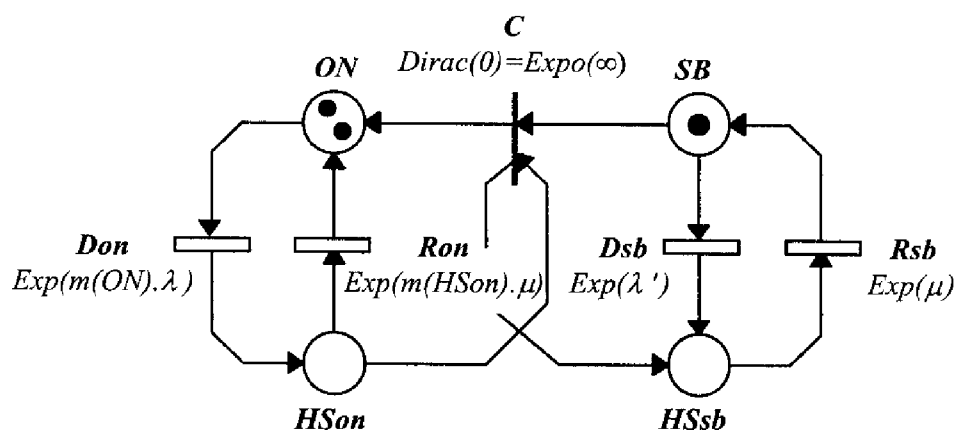 C
Dirac(0)=Expo(∞)
ON
SB
Don
Exp(m(ON).λ)
Ron
Exp(m(HSon).μ)
Dsb
Exp(λ')
Rsb
Exp(μ)
HSon
HSsb